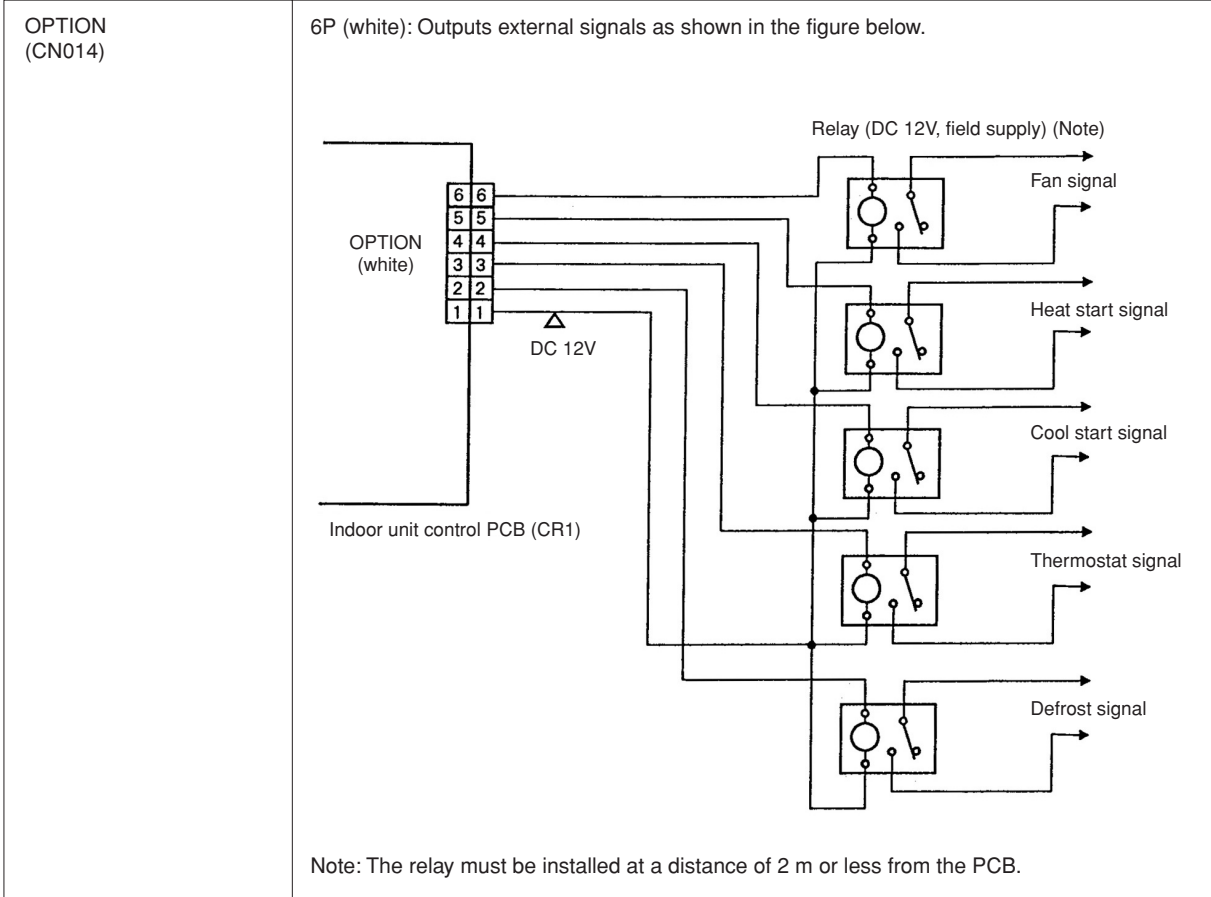 OPTION
(CN014)
6P (white): Outputs external signals as shown in the figure below.
Relay (DC 12V, field supply) (Note)
Fan signal
6 6
5 5
OPTION
(white)
4 4
3 3
2 2
1 1
DC 12V
Heat start signal
Cool start signal
Indoor unit control PCB (CR1)
Thermostat signal
Defrost signal
Note: The relay must be installed at a distance of 2 m or less from the PCB.